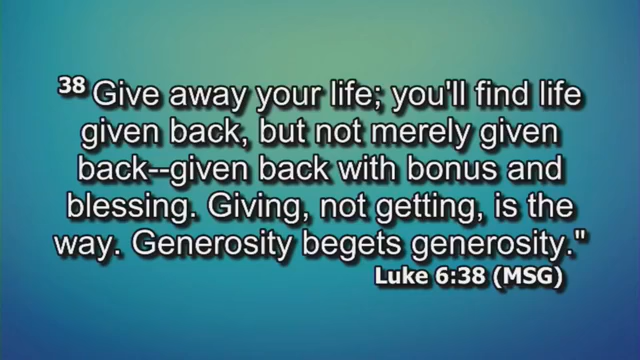 38 Give away your life; you'll find life
given back, but not merely given
back--given back with bonus and
blessing. Giving, not getting, is the
way. Generosity begets generosity."
Luke 6:38 (MSG)